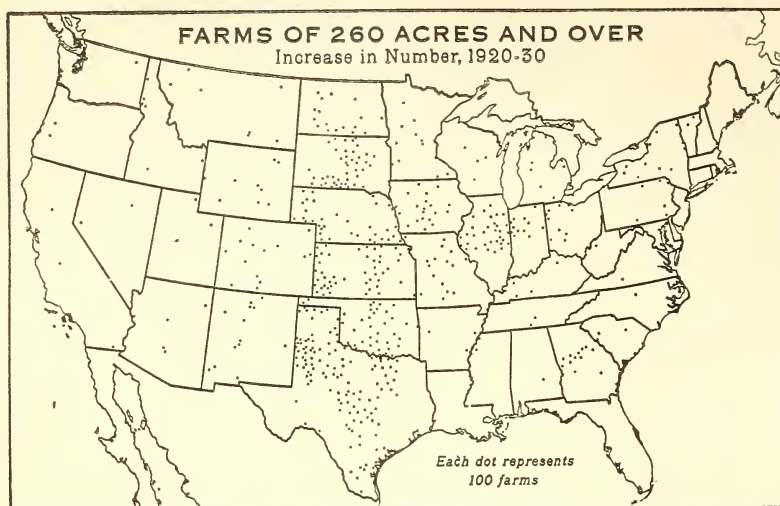 FARMS OF 260 ACRES AND OVER
Increase in Number, 1920-30
Each dot represents
100 farms